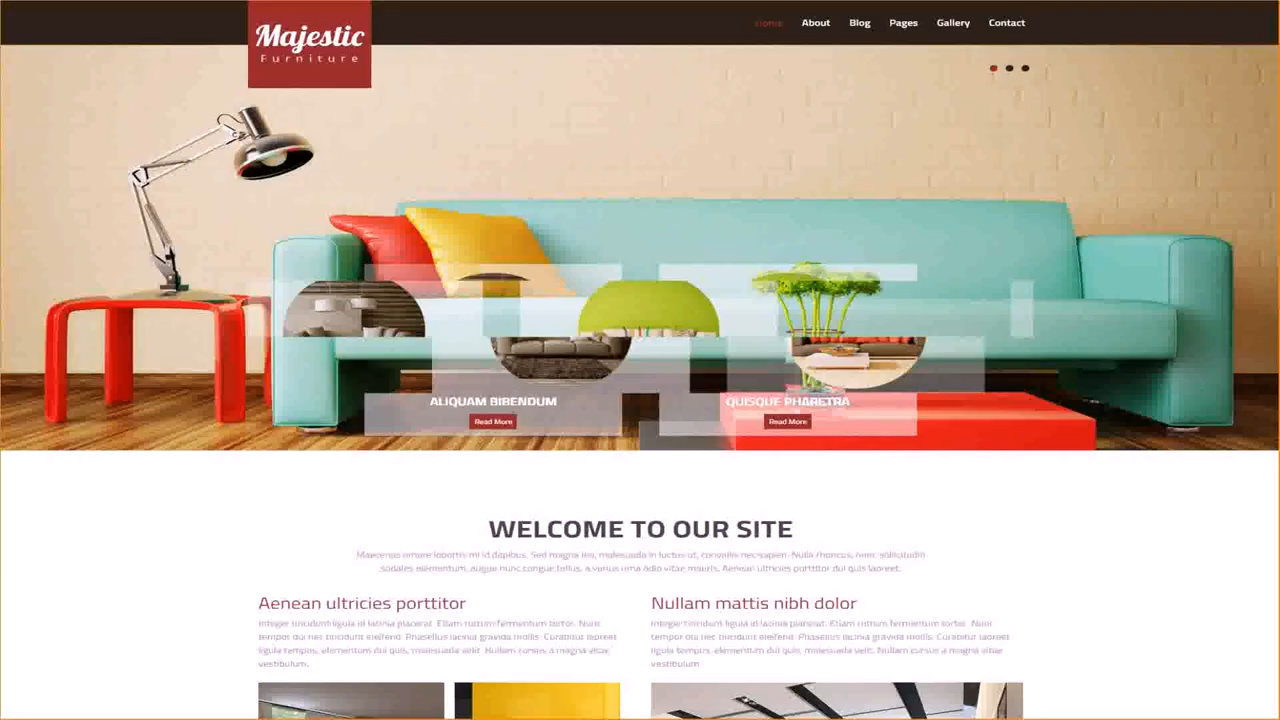 Majestic
Furniture
Home About Blog Pages Gallery Contact
ALIQUAM BIBENDUM
Read More
QUISQUE PHARETRA
Read More
WELCOME TO OUR SITE
Maecenas ornare lobortis mi id dapibus. Sed magna leo, malesuada in luctus ut, convallis nec sapien. Nulla rhoncus, nunc sollicitudin
sodales elementum, augue nunc congue tellus, a varius urna odio vitae mauris. Aenean ultricies porttitor dui quis laoreet.
Aenean ultricies porttitor
Integer tincidunt ligula id lacinia placerat. Etiam rutrum fermentum tortor. Nunc
tempor dui nec tincidunt eleifend. Phasellus lacinia gravida mollis. Curabitur laoreet
ligula tempus, elementum dui quis, malesuada velit. Nullam cursus a magna vitae
vestibulum.
Nullam mattis nibh dolor
Integer tincidunt ligula id lacinia placerat. Etiam rutrum fermentum tortor. Nunc
tempor dui nec tincidunt eleifend. Phasellus lacinia gravida mollis. Curabitur laoreet
ligula tempus, elementum dui quis, malesuada velit. Nullam cursus a magna vitae
vestibulum.